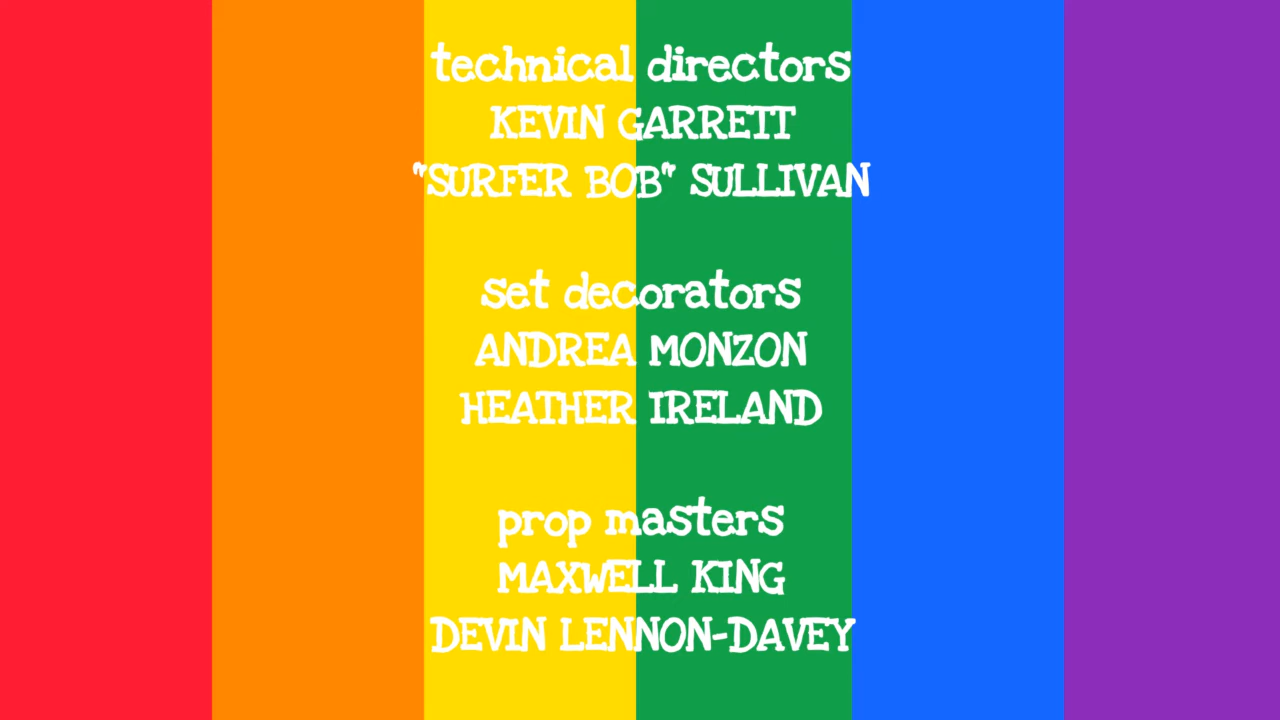 technical directors
KEVIN GARRETT
"SURFER BOB" SULLIVAN
set decorators
ANDREA MONZON
HEATHER IRELAND
prop masters
MAXWELL KING
DEVIN LENNON-DAVEY